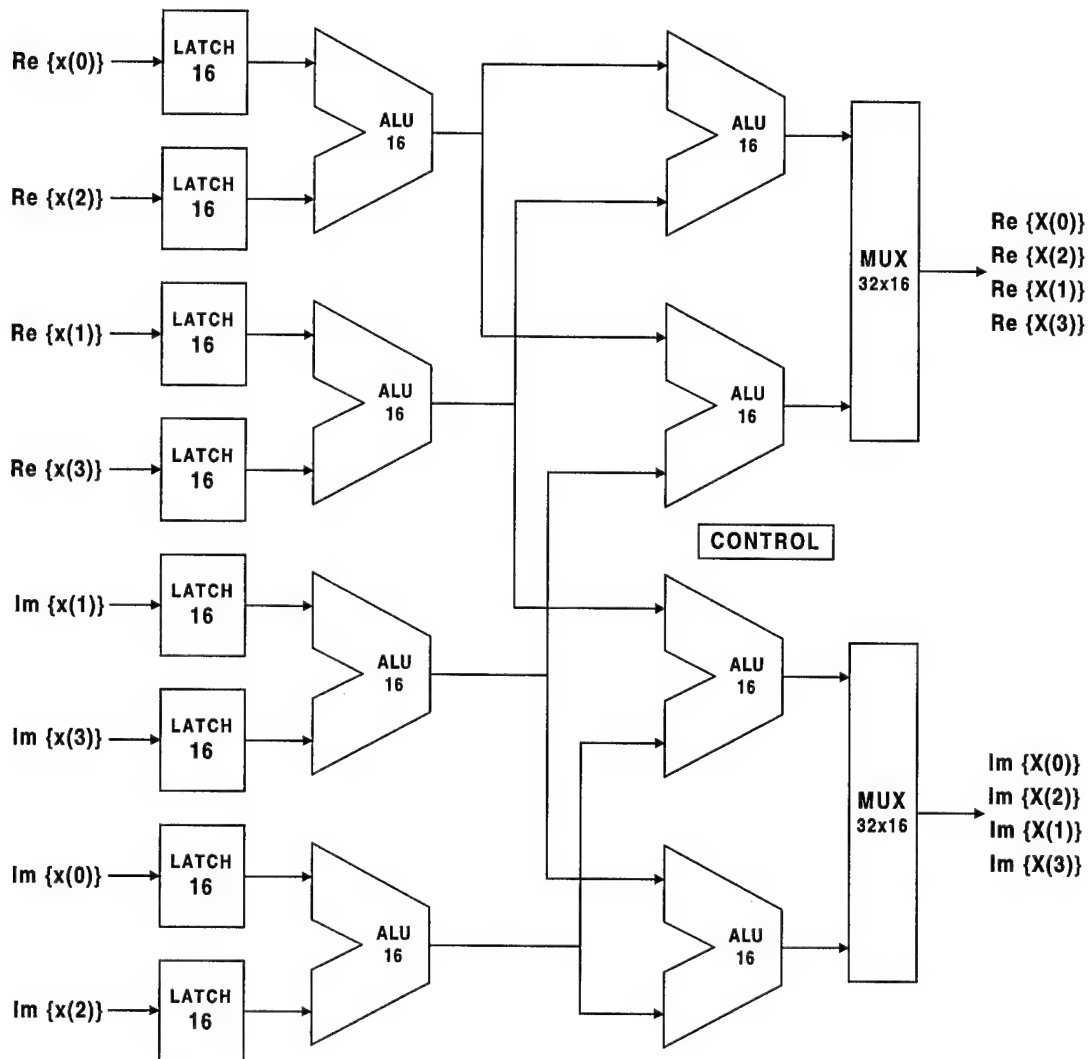 Re {x(0)}
LATCH
16
ALU
16
ALU
16
Re {x(2)}
LATCH
16
MUX
32x16
Re {X(0)}
Re {X(2)}
Re {X(1)}
Re {X(3)}
Re {x(1)}
LATCH
16
ALU
16
ALU
16
Re {x(3)}
LATCH
16
CONTROL
Im {x(1)}
LATCH
16
ALU
16
ALU
16
Im {x(3)}
LATCH
16
MUX
32x16
Im {X(0)}
Im {X(2)}
Im {X(1)}
Im {X(3)}
Im {x(0)}
LATCH
16
ALU
16
ALU
16
Im {x(2)}
LATCH
16